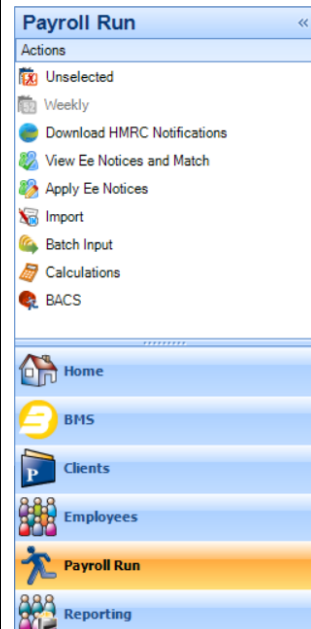 Payroll Run «
Actions
Unselected
52 Weekly
Download HMRC Notifications
View Ee Notices and Match
Apply Ee Notices
Import
Batch Input
Calculations
BACS
Home
BMS
P Clients
Employees
Payroll Run
Reporting